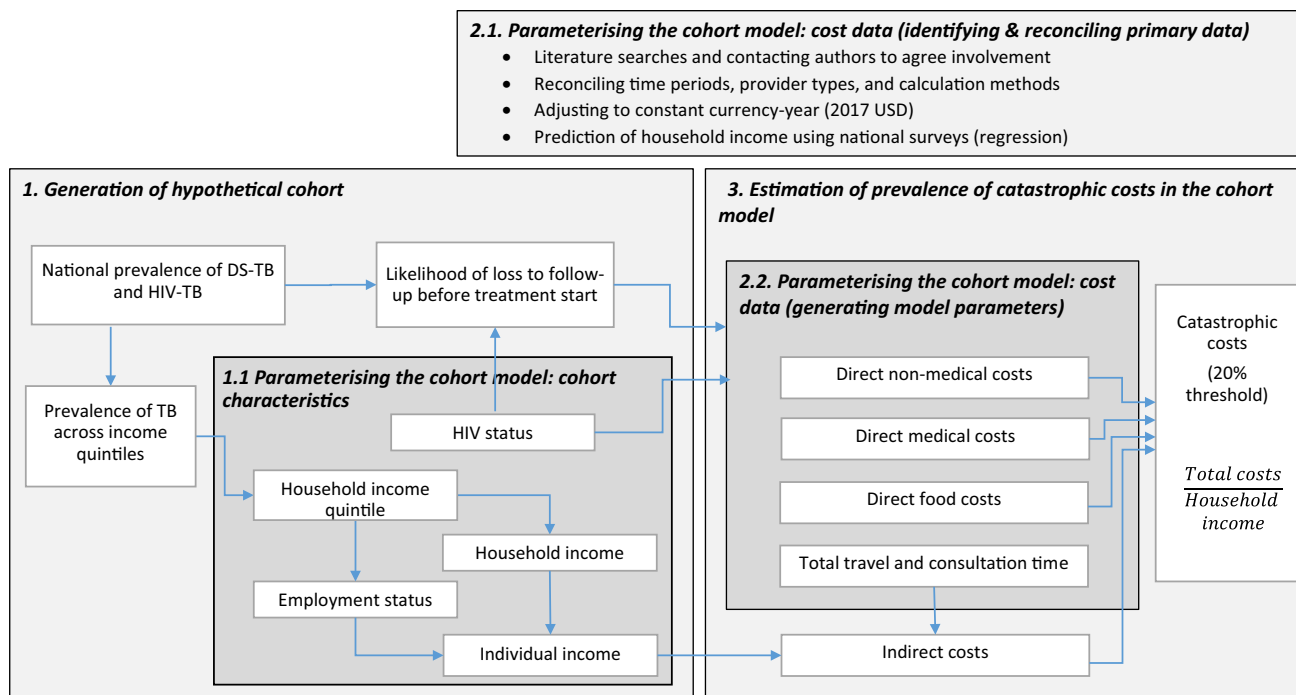 2.1. Parameterising the cohort model: cost data (identifying & reconciling primary data)
• Literature searches and contacting authors to agree involvement
• Reconciling time periods, provider types, and calculation methods
• Adjusting to constant currency-year (2017 USD)
• Prediction of household income using national surveys (regression)
1. Generation of hypothetical cohort
National prevalence of DS-TB
and HIV-TB
Likelihood of loss to follow-
up before treatment start
Prevalence of TB
across income
quintiles
1.1 Parameterising the cohort model: cohort
characteristics
HIV status
Household income
quintile
Household income
Employment status
Individual income
3. Estimation of prevalence of catastrophic costs in the cohort
model
2.2. Parameterising the cohort model: cost
data (generating model parameters)
Direct non-medical costs
Direct medical costs
Direct food costs
Total travel and consultation time
Indirect costs
Catastrophic
costs
(20%
threshold)
Total costs
Household
income